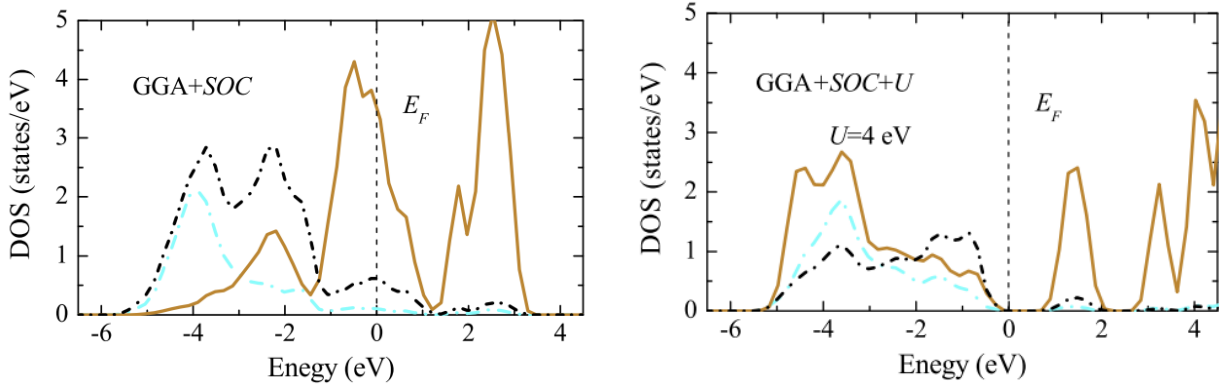 5
4
3
2
1
0
DOS (states/eV)
GGA+SOC
E_F
-6
-4
-2
0
2
4
Enegy (eV)
5
4
3
2
1
0
DOS (states/eV)
GGA+SOC+U
E_F
U=4 eV
-6
-4
-2
0
2
4
Enegy (eV)